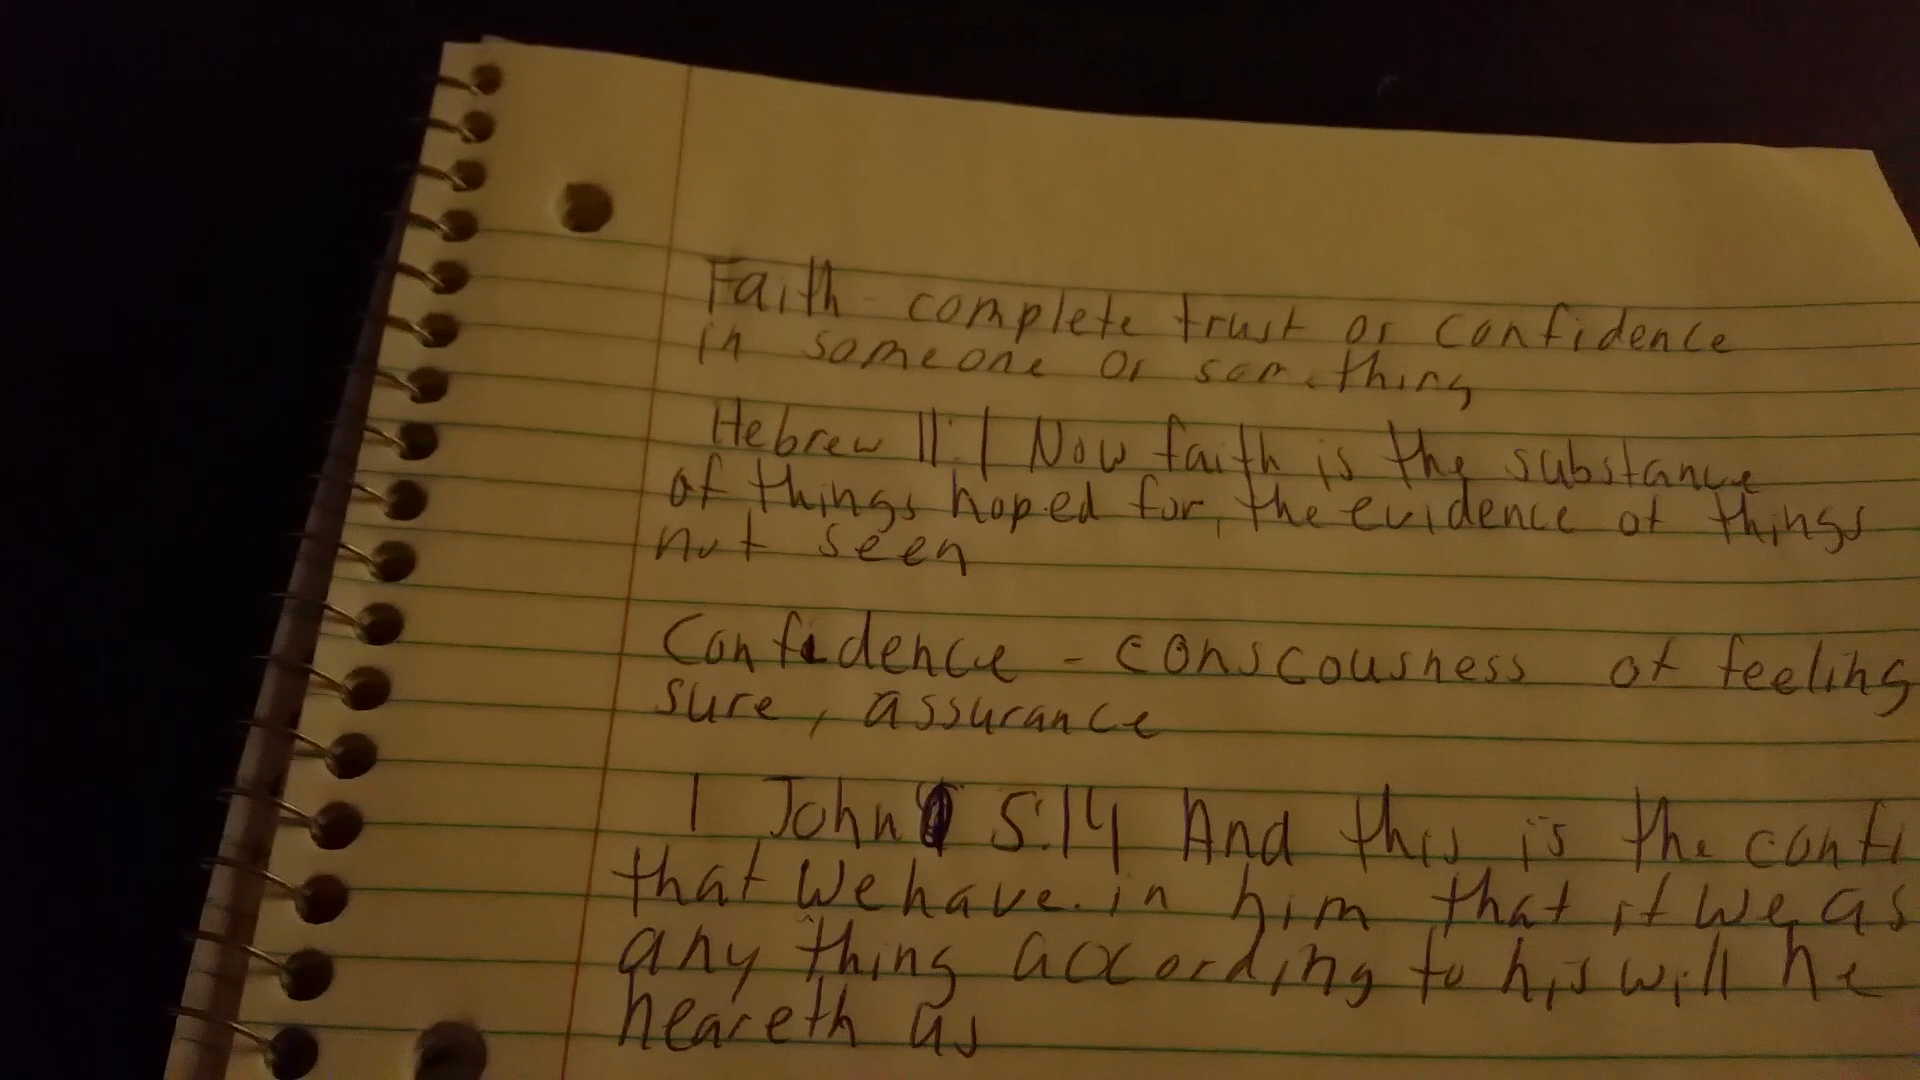 Faith - complete trust or confidence
in someone or something
Hebrew 11:1 Now faith is the substance
of things hoped for, the evidence of things
not seen
Confidence - conscousness of feeling
sure, assurance
1 John 5:14 And this is the confi
that we have in him that if we as
any thing according to his will he
heareth us